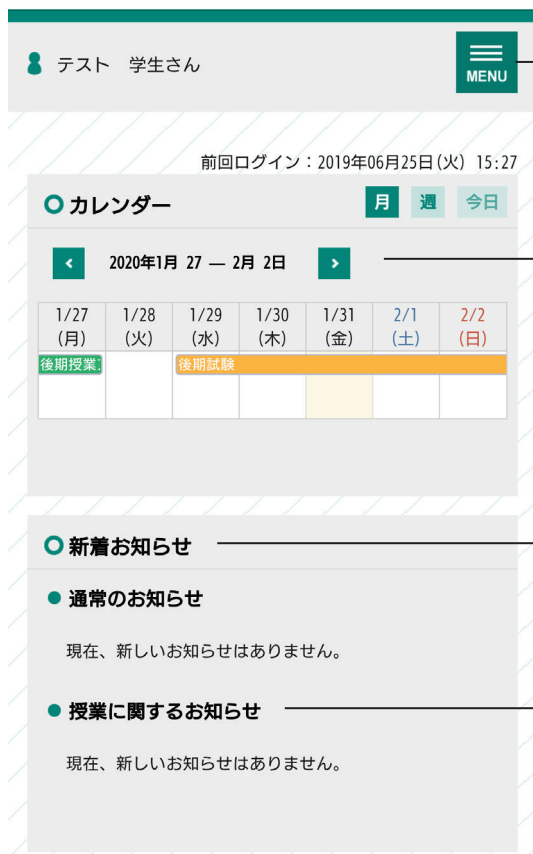 テスト　学生さん
MENU
前回ログイン：2019年06月25日(火) 15:27
カレンダー
月 週 今日
2020年1月 27 — 2月 2日
1/27 1/28 1/29 1/30 1/31 2/1 2/2
(月) (火) (水) (木) (金) (土) (日)
後期授業 後期試験
新着お知らせ
通常のお知らせ
現在、新しいお知らせはありません。
授業に関するお知らせ
現在、新しいお知らせはありません。